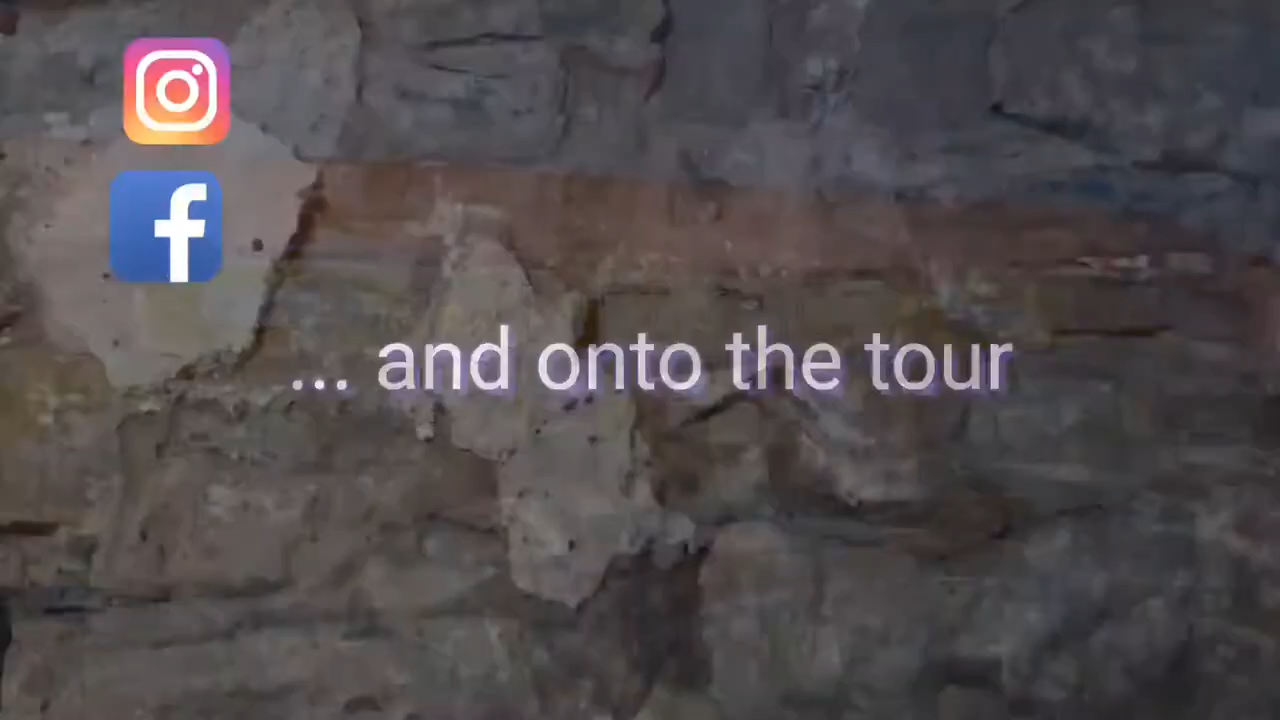 ... and onto the tour